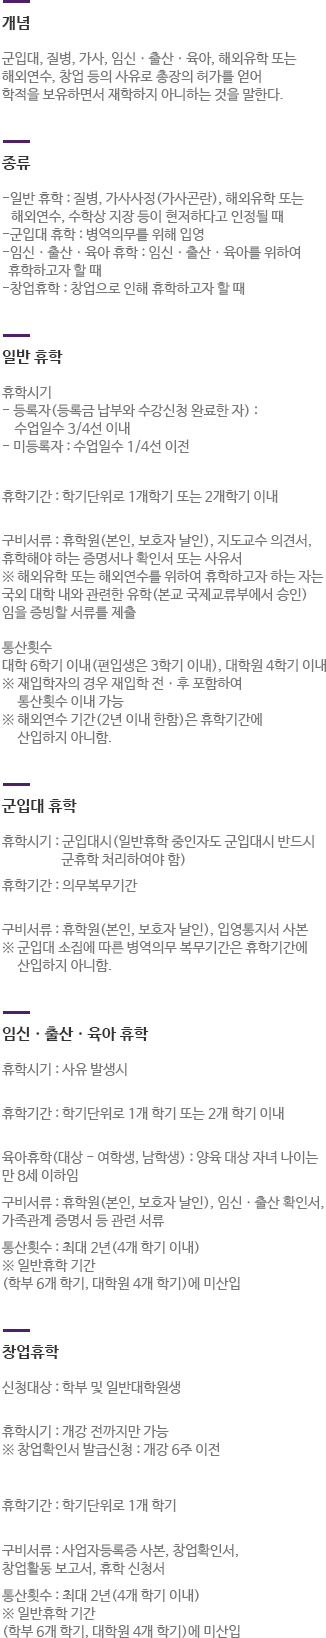 개념
군입대, 질병, 가사, 임신·출산·육아, 해외유학 또는
해외연수, 창업 등의 사유로 총장의 허가를 얻어
학적을 보유하면서 재학하지 아니하는 것을 말한다.
종류
-일반 휴학 : 질병, 가사사정(가사곤란), 해외유학 또는
해외연수, 수학상 지장 등이 현저하다고 인정될 때
-군입대 휴학 : 병역의무를 위해 입영
-임신·출산·육아 휴학 : 임신·출산·육아를 위하여
휴학하고자 할 때
-창업휴학 : 창업으로 인해 휴학하고자 할 때
일반 휴학
휴학시기
- 등록자(등록금 납부와 수강신청 완료한 자) :
수업일수 3/4선 이내
- 미등록자 : 수업일수 1/4선 이전
휴학기간 : 학기단위로 1개학기 또는 2개학기 이내
구비서류 : 휴학원(본인, 보호자 날인), 지도교수 의견서,
휴학해야 하는 증명서나 확인서 또는 사유서
※ 해외유학 또는 해외연수를 위하여 휴학하고자 하는 자는
국외 대학 내와 관련한 유학(본교 국제교류부에서 승인)
임을 증빙할 서류를 제출
통산횟수
대학 6학기 이내(편입생은 3학기 이내), 대학원 4학기 이내
※ 재입학자의 경우 재입학 전·후 포함하여
통산횟수 이내 가능
※ 해외연수 기간(2년 이내 한함)은 휴학기간에
산입하지 아니함.
군입대 휴학
휴학시기 : 군입대시(일반휴학 중인자도 군입대시 반드시
군휴학 처리하여야 함)
휴학기간 : 의무복무기간
구비서류 : 휴학원(본인, 보호자 날인), 입영통지서 사본
※ 군입대 소집에 따른 병역의무 복무기간은 휴학기간에
산입하지 아니함.
임신·출산·육아 휴학
휴학시기 : 사유 발생시
휴학기간 : 학기단위로 1개 학기 또는 2개 학기 이내
육아휴학(대상 - 여학생, 남학생) : 양육 대상 자녀 나이는
만 8세 이하임
구비서류 : 휴학원(본인, 보호자 날인), 임신·출산 확인서,
가족관계 증명서 등 관련 서류
통산횟수 : 최대 2년(4개 학기 이내)
※ 일반휴학 기간
(학부 6개 학기, 대학원 4개 학기)에 미산입
창업휴학
신청대상 : 학부 및 일반대학원생
휴학시기 : 개강 전까지만 가능
※ 창업확인서 발급신청 : 개강 6주 이전
휴학기간 : 학기단위로 1개 학기
구비서류 : 사업자등록증 사본, 창업확인서,
창업활동 보고서, 휴학 신청서
통산횟수 : 최대 2년(4개 학기 이내)
※ 일반휴학 기간
(학부 6개 학기, 대학원 4개 학기)에 미산입